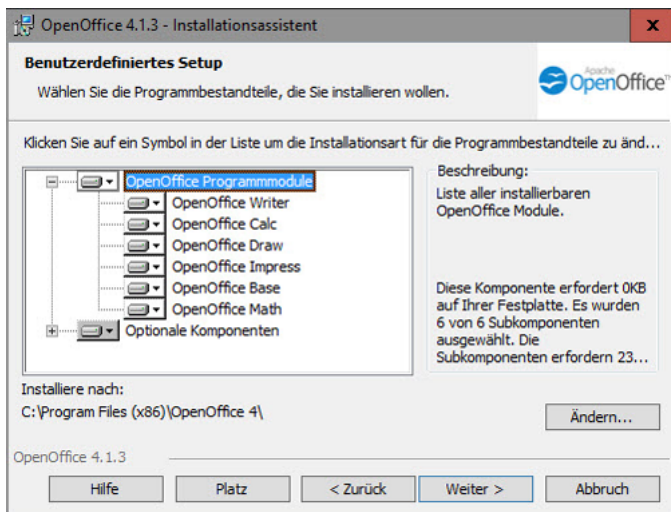 OpenOffice 4.1.3 - Installationsassistent
x
Benutzerdefiniertes Setup
Wählen Sie die Programmbestandteile, die Sie installieren wollen.
Apache
OpenOffice™
Klicken Sie auf ein Symbol in der Liste um die Installationsart für die Programmbestandteile zu änd...
OpenOffice Programmmodule
OpenOffice Writer
OpenOffice Calc
OpenOffice Draw
OpenOffice Impress
OpenOffice Base
OpenOffice Math
Optionale Komponenten
Beschreibung:
Liste aller installierbaren
OpenOffice Module.
Diese Komponente erfordert 0KB
auf Ihrer Festplatte. Es wurden
6 von 6 Subkomponenten
ausgewählt. Die
Subkomponenten erfordern 23...
Installiere nach:
C:\Program Files (x86)\OpenOffice 4\
Ändern...
OpenOffice 4.1.3
Hilfe
Platz
< Zurück
Weiter >
Abbruch